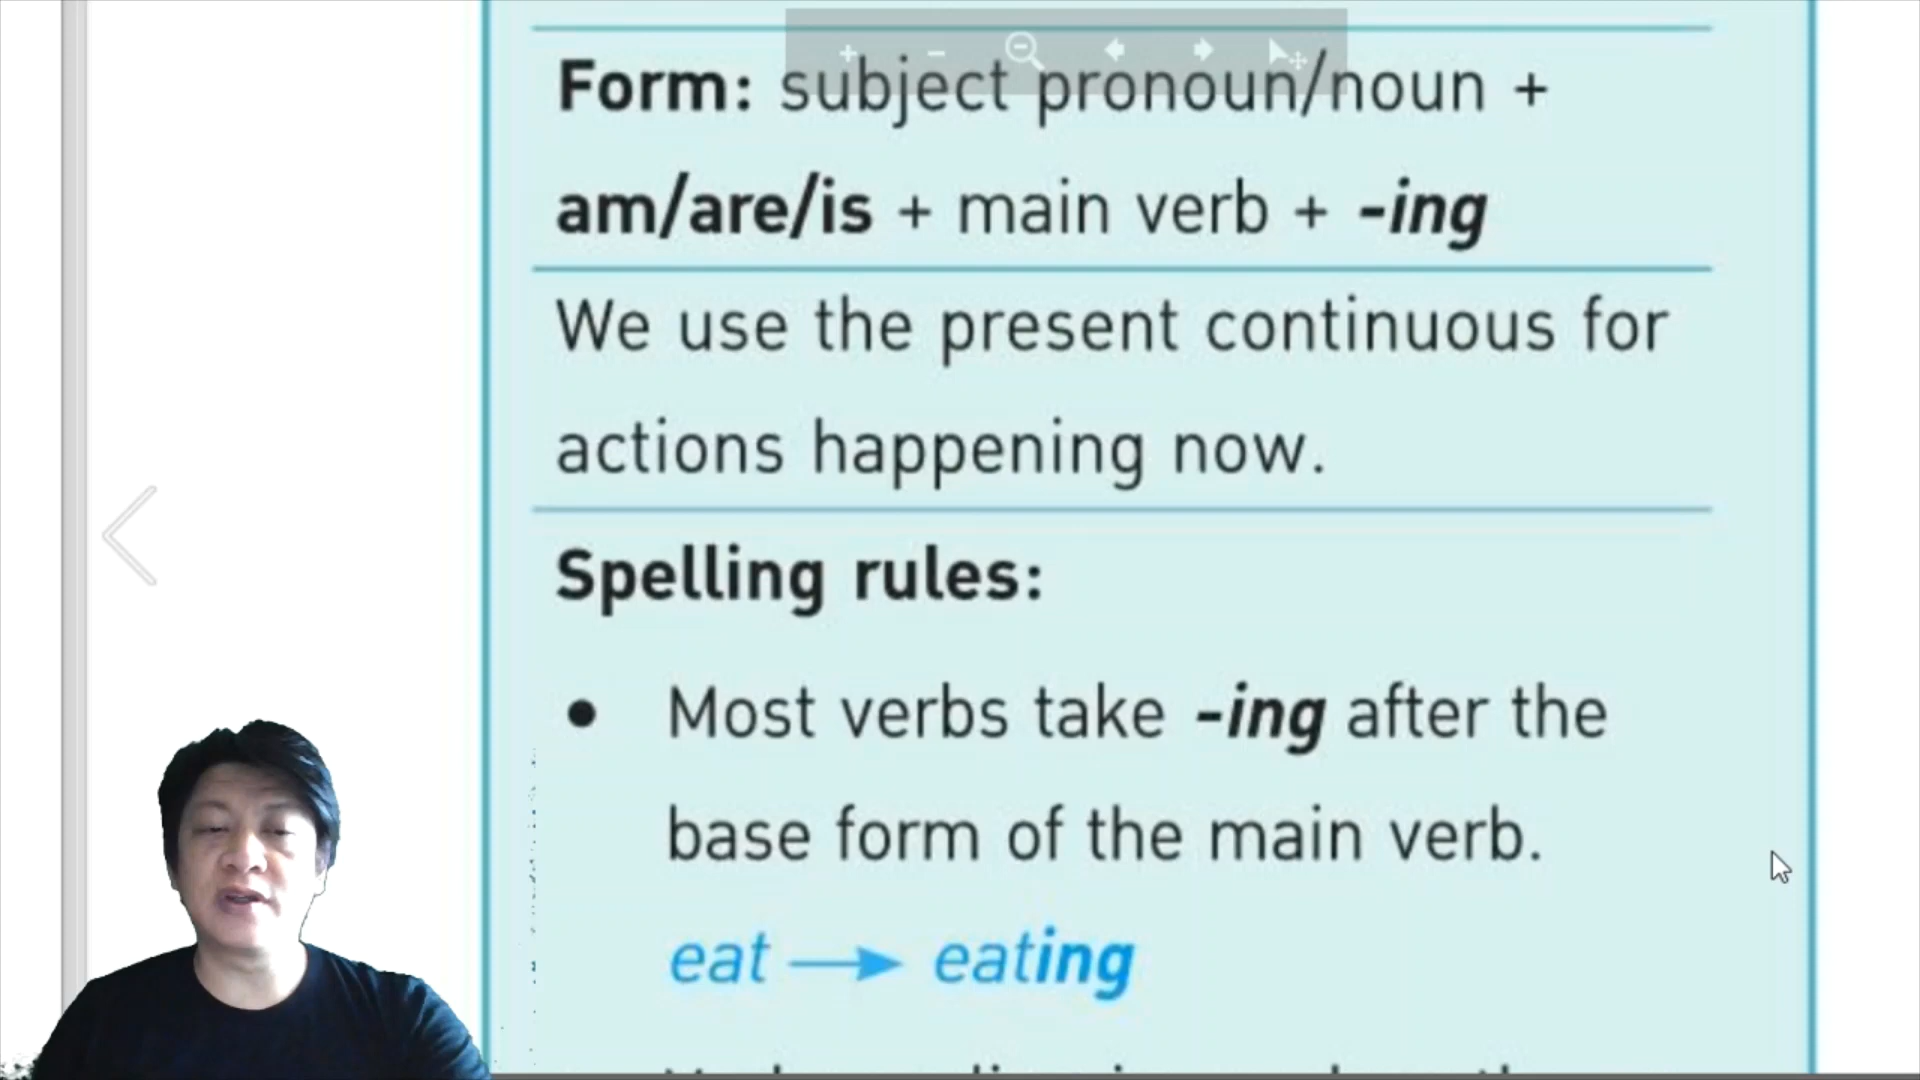 Form: subject pronoun/noun +
am/are/is + main verb + -ing
We use the present continuous for
actions happening now.
Spelling rules:
• Most verbs take -ing after the
base form of the main verb.
eat → eating